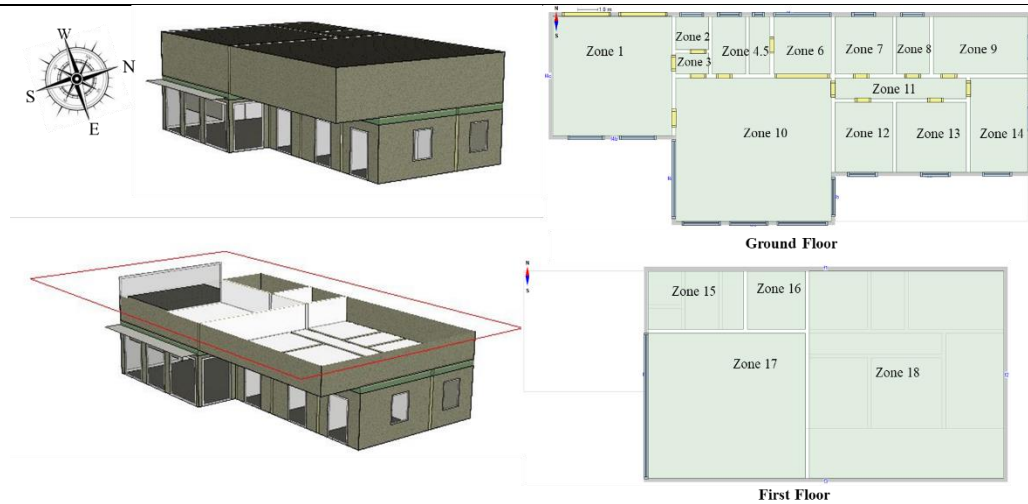 W
N
S
E
1.8 m
N
S
Zone 1
Zone 2
Zone 3
Zone 4.5
Zone 6
Zone 7
Zone 8
Zone 9
Zone 10
Zone 11
Zone 12
Zone 13
Zone 14
Ground Floor
N
S
Zone 15
Zone 16
Zone 17
Zone 18
First Floor